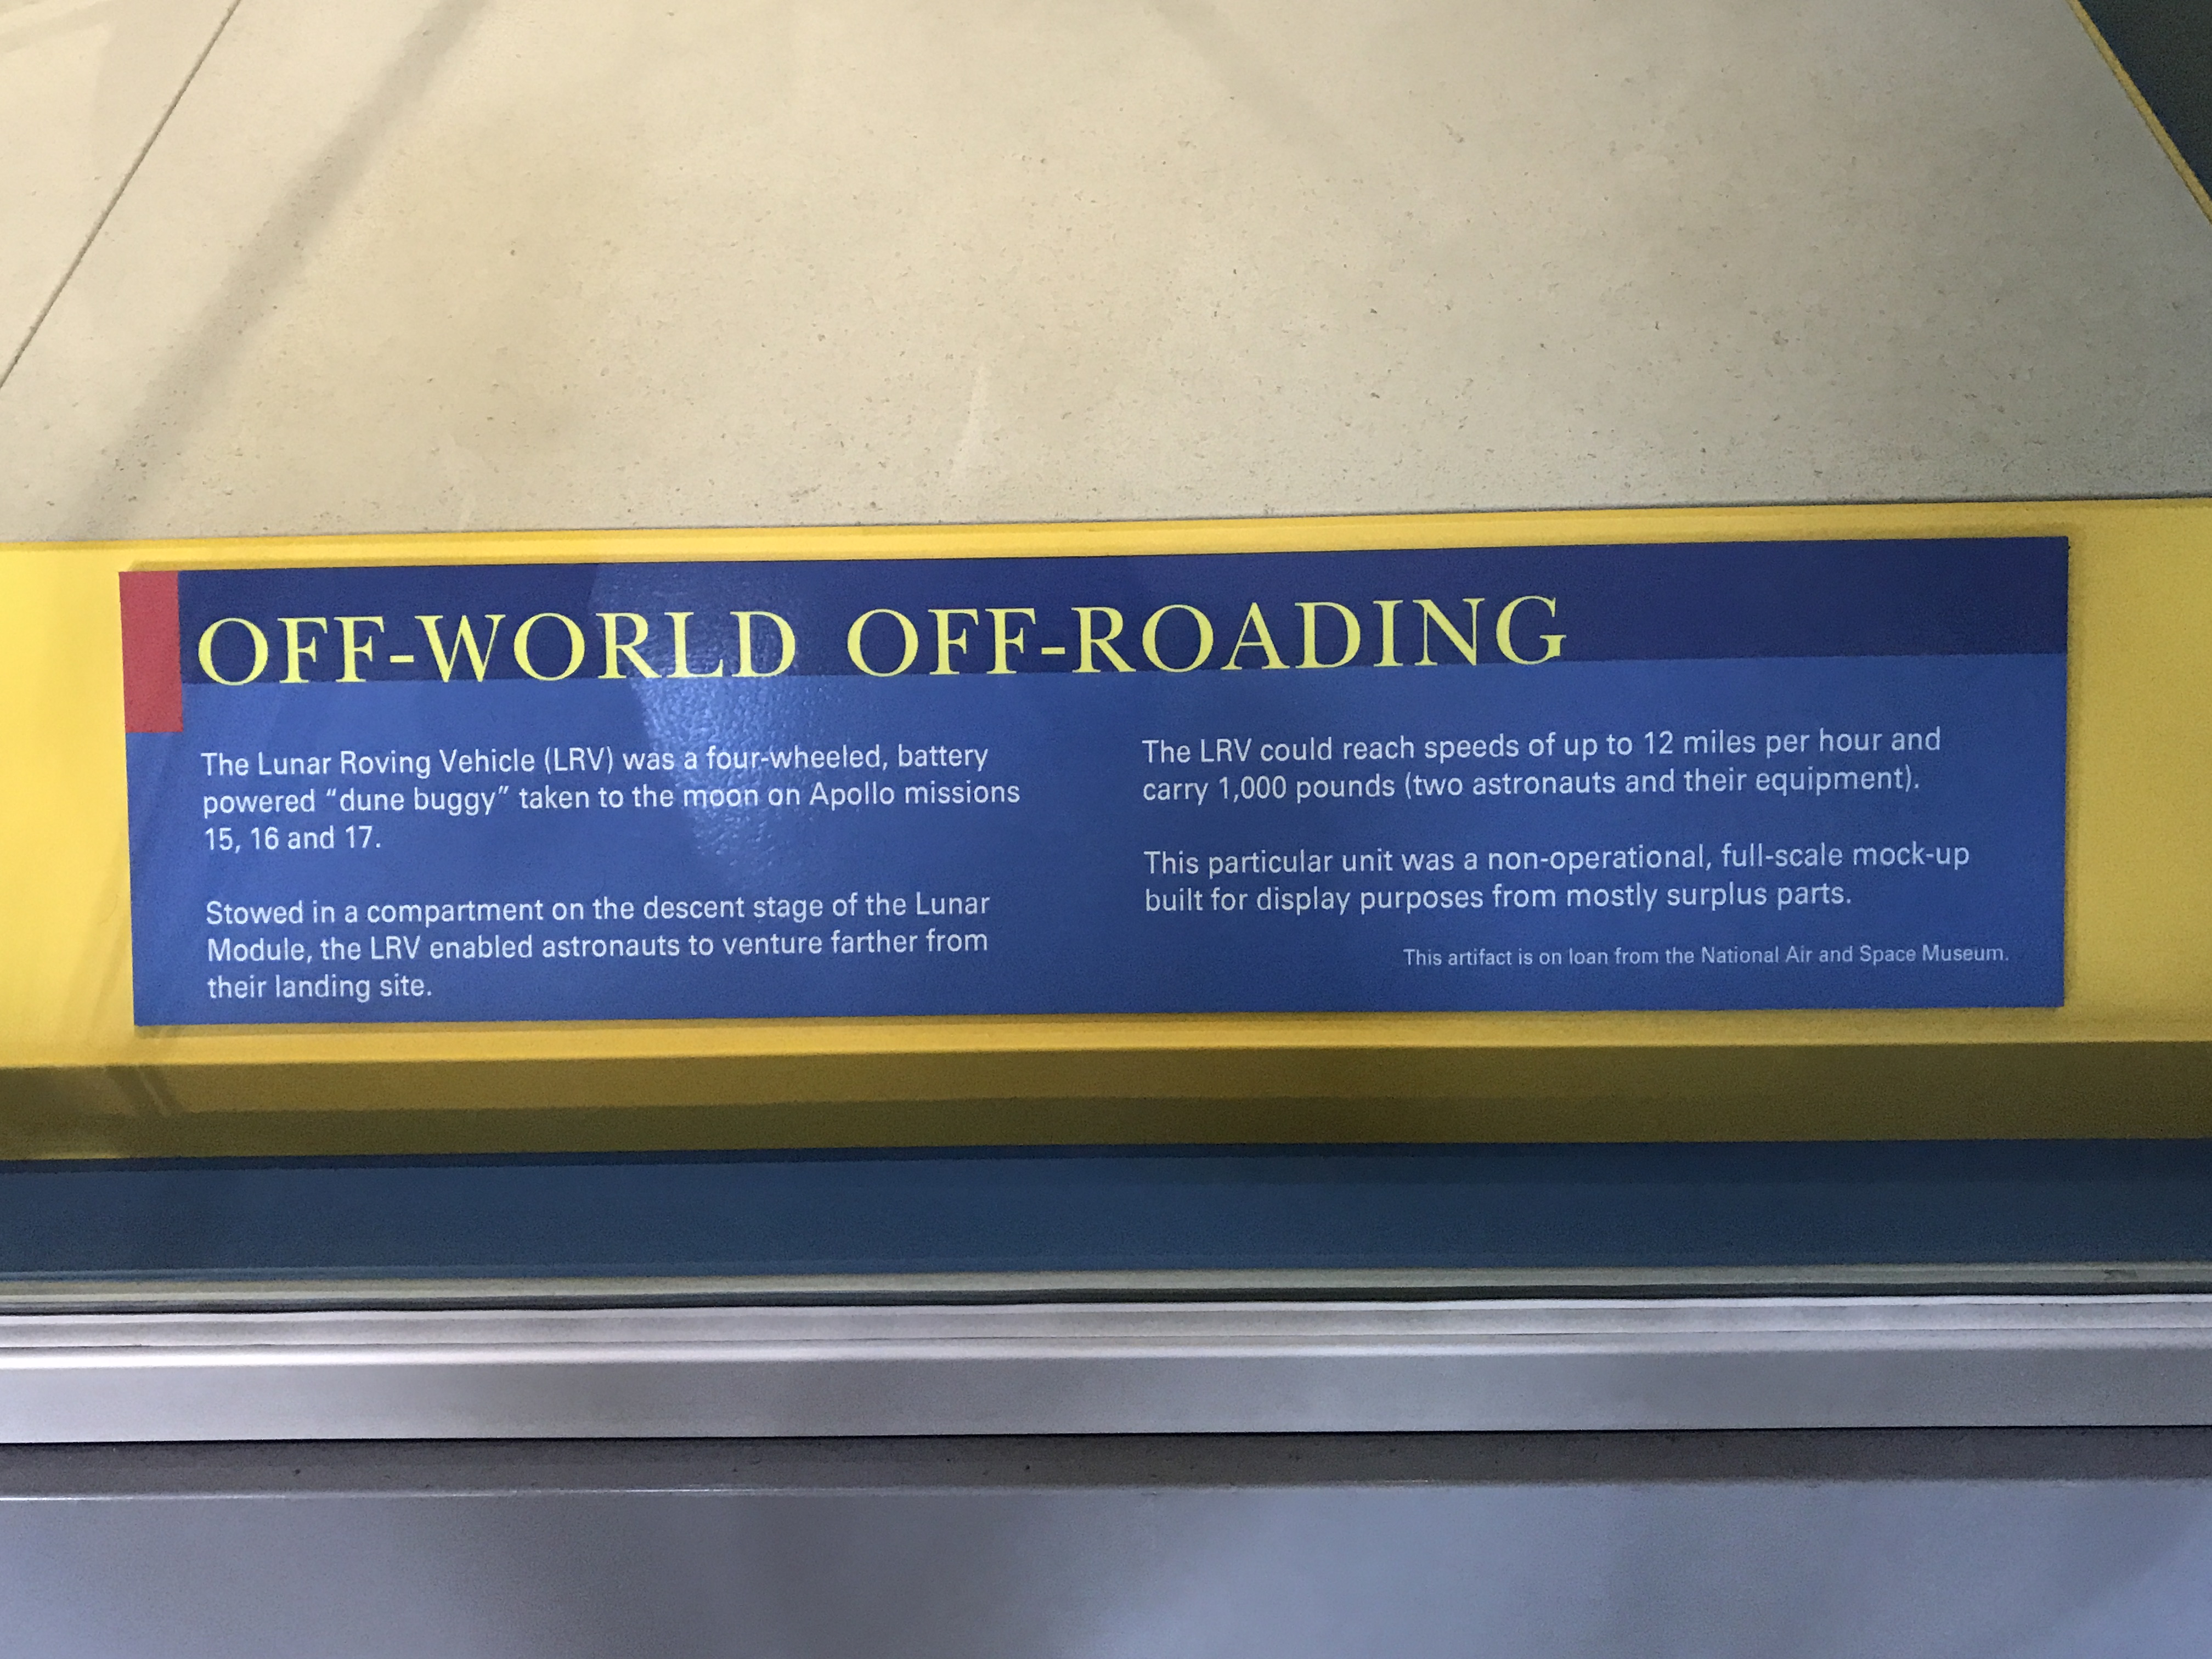 OFF-WORLD OFF-ROADING
The Lunar Roving Vehicle (LRV) was a four-wheeled, battery
powered “dune buggy” taken to the moon on Apollo missions
15, 16 and 17.
Stowed in a compartment on the descent stage of the Lunar
Module, the LRV enabled astronauts to venture farther from
their landing site.
The LRV could reach speeds of up to 12 miles per hour and
carry 1,000 pounds (two astronauts and their equipment).
This particular unit was a non-operational, full-scale mock-up
built for display purposes from mostly surplus parts.
This artifact is on loan from the National Air and Space Museum.